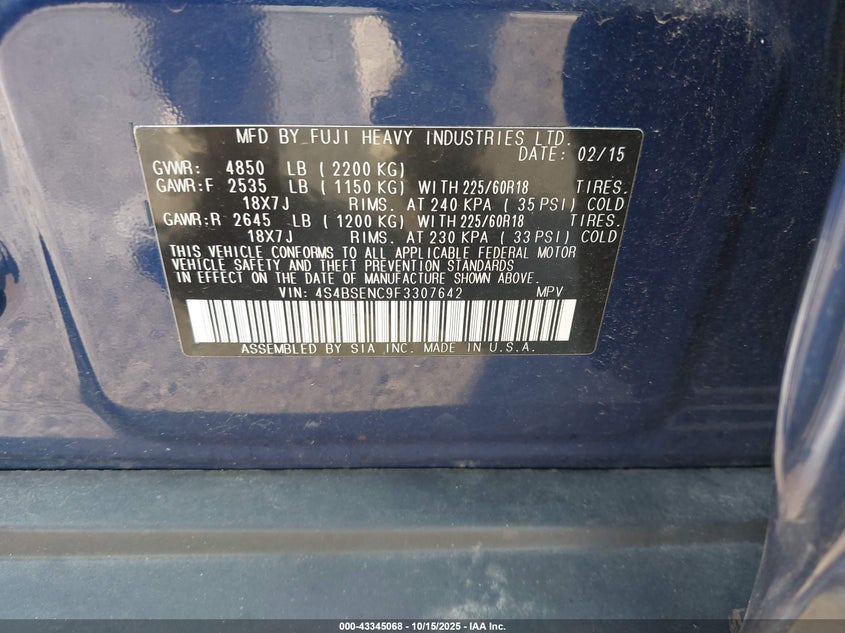 MFD BY FUJI HEAVY INDUSTRIES LTD.
DATE: 02/15
GVWR: 4850 LB ( 2200 KG)
GAWR:F 2535 LB ( 1150 KG) WITH 225/60R18 TIRES.
18X7J RIMS. AT 240 KPA ( 35 PSI) COLD
GAWR:R 2645 LB ( 1200 KG) WITH 225/60R18 TIRES.
18X7J RIMS. AT 230 KPA ( 33 PSI) COLD
THIS VEHICLE CONFORMS TO ALL APPLICABLE FEDERAL MOTOR
VEHICLE SAFETY AND THEFT PREVENTION STANDARDS
IN EFFECT ON THE DATE OF MANUFACTURE SHOWN ABOVE.
VIN: 4S4BSENC9F3307642 MPV
ASSEMBLED BY SIA INC. MADE IN U.S.A.
000-43345068 - 10/15/2025 - IAA Inc.